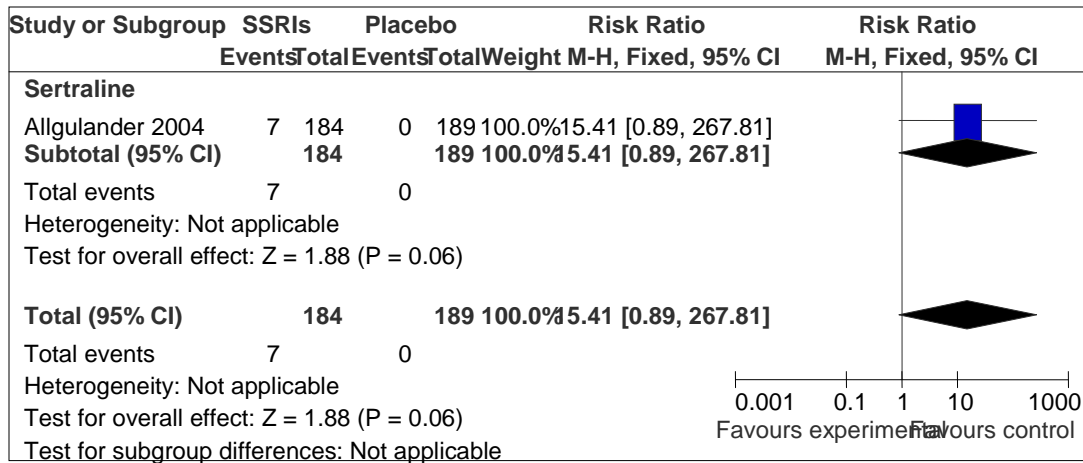 Study or Subgroup SSRIs Placebo Risk Ratio Risk Ratio
Events Total Events Total Weight M-H, Fixed, 95% CI M-H, Fixed, 95% CI
Sertraline
Allgulander 2004 7 184 0 189 100.0% 15.41 [0.89, 267.81]
Subtotal (95% CI) 184 189 100.0% 15.41 [0.89, 267.81]
Total events 7 0
Heterogeneity: Not applicable
Test for overall effect: Z = 1.88 (P = 0.06)
Total (95% CI) 184 189 100.0% 15.41 [0.89, 267.81]
Total events 7 0
Heterogeneity: Not applicable
0.001 0.1 1 10 1000
Test for overall effect: Z = 1.88 (P = 0.06)
Favours experimental Favours control
Test for subgroup differences: Not applicable